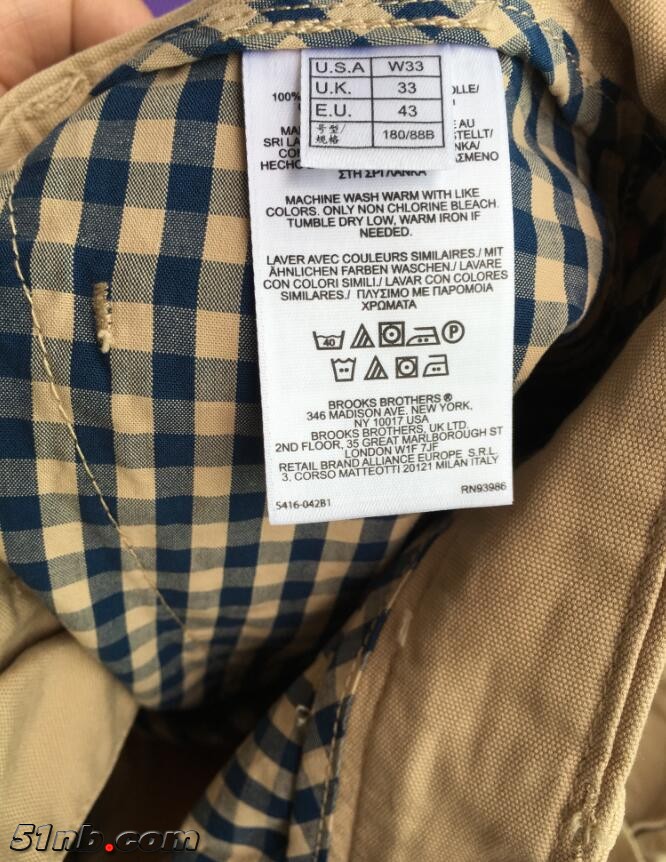 U.S.A W33
U.K. 33
E.U. 43
号型/规格 180/88B
100%
OLLE/
AU
SRI LA
STELLT/
CO
NKA/
HECHO
ΑΣΜΕΝΟ
ΣΤΗ ΣΡΙ ΛΑΝΚΑ
MACHINE WASH WARM WITH LIKE
COLORS. ONLY NON CHLORINE BLEACH.
TUMBLE DRY LOW, WARM IRON IF
NEEDED.
LAVER AVEC COULEURS SIMILAIRES./ MIT
ÄHNLICHEN FARBEN WASCHEN./ LAVARE
CON COLORI SIMILI./ LAVAR CON COLORES
SIMILARES./ ΠΛΥΣΙΜΟ ΜΕ ΠΑΡΟΜΟΙΑ
ΧΡΩΜΑΤΑ
40 P
BROOKS BROTHERS ®
346 MADISON AVE. NEW YORK,
NY 10017 USA
BROOKS BROTHERS, UK LTD.
2ND FLOOR, 35 GREAT MARLBOROUGH ST
LONDON W1F 7JF
RETAIL BRAND ALLIANCE EUROPE S.R.L.
3, CORSO MATTEOTTI 20121 MILAN ITALY
5416-042B1 RN93986
51nb.com